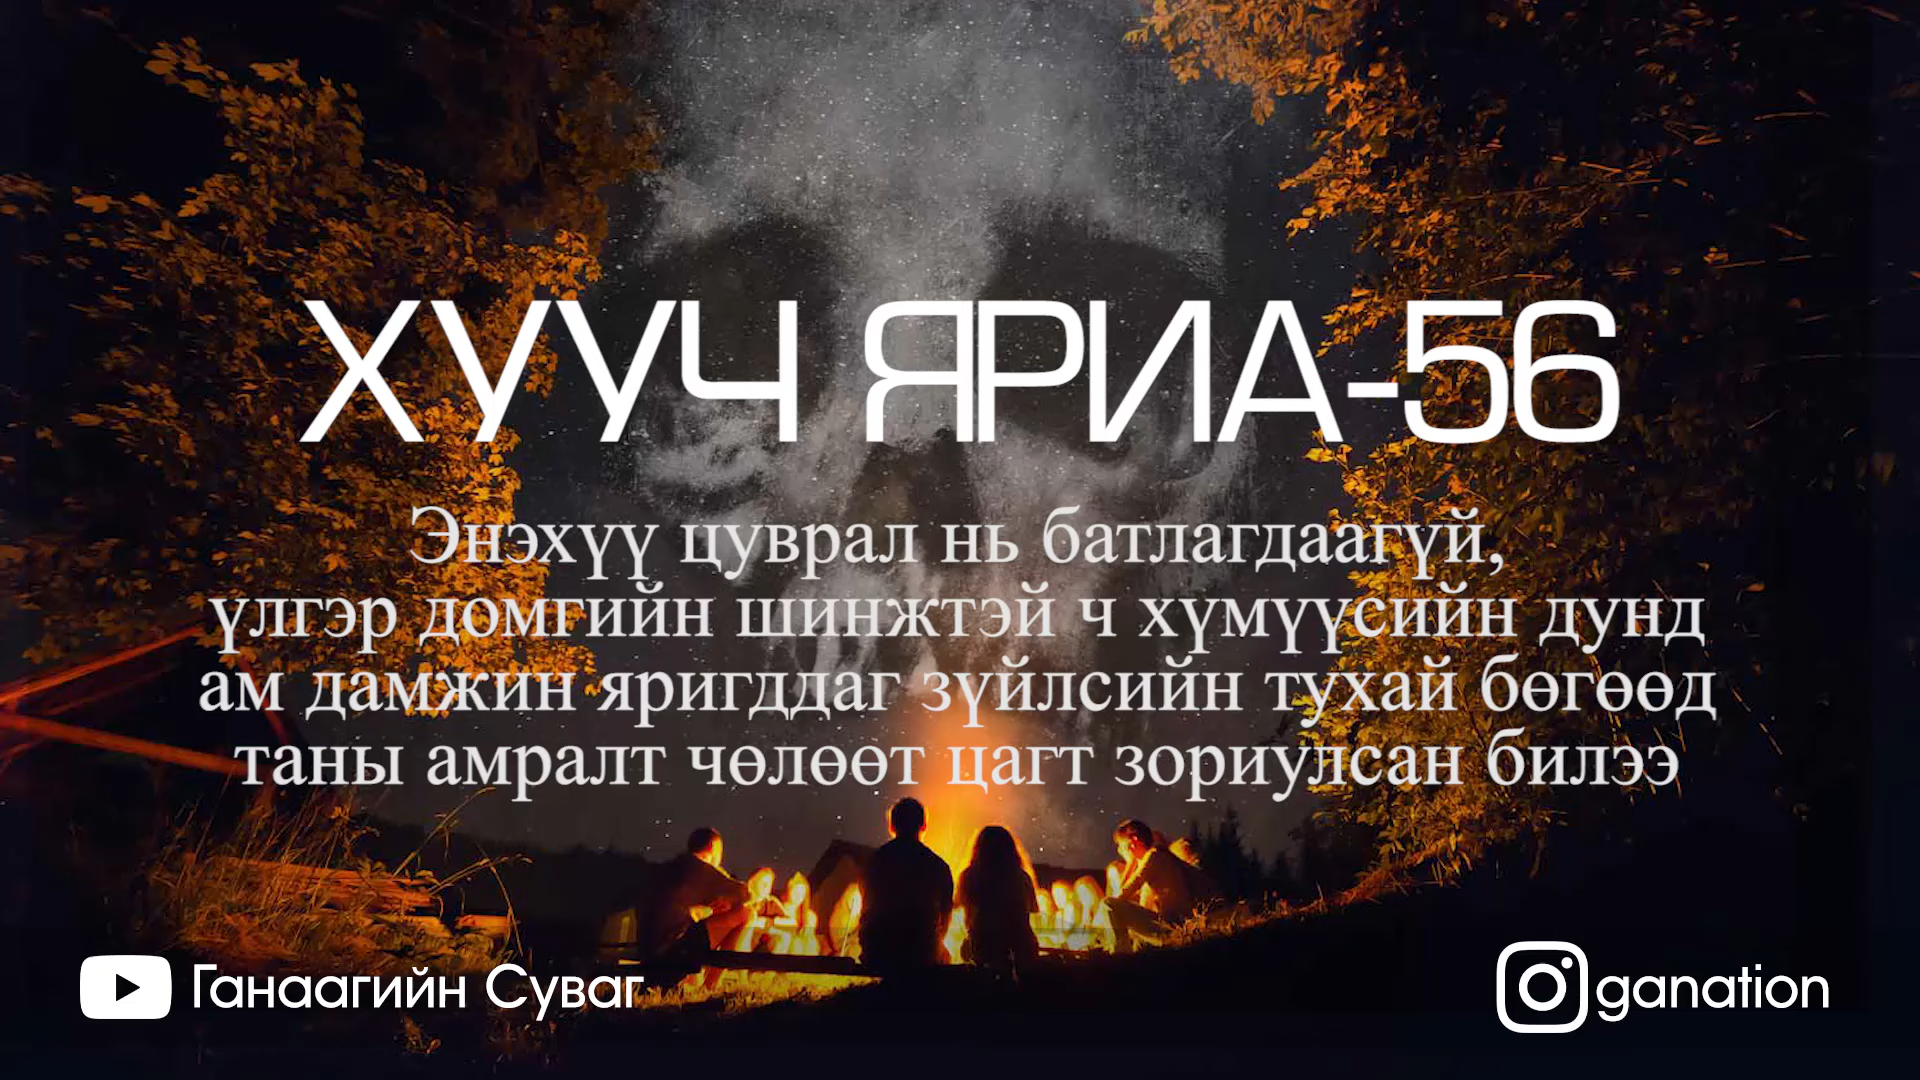 ХУУЧ ЯРИА-56
Энэхүү цуврал нь батлагдаагүй,
үлгэр домгийн шинжтэй ч хүмүүсийн дунд
ам дамжин яригддаг зүйлсийн тухай бөгөөд
таны амралт чөлөөт цагт зориулсан билээ
Ганаагийн Суваг
ganation